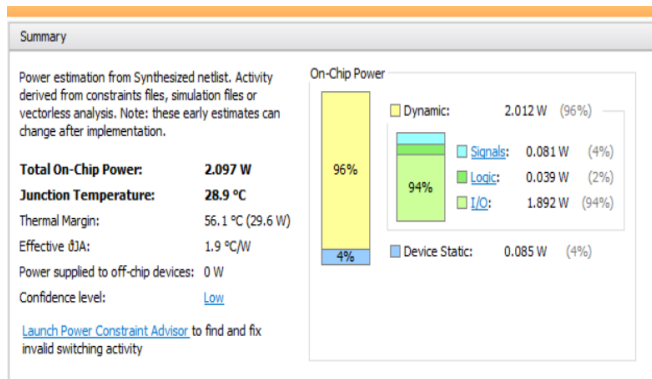 Summary
Power estimation from Synthesized netlist. Activity
derived from constraints files, simulation files or
vectorless analysis. Note: these early estimates can
change after implementation.
Total On-Chip Power: 2.097 W
Junction Temperature: 28.9 °C
Thermal Margin: 56.1 °C (29.6 W)
Effective ϑJA: 1.9 °C/W
Power supplied to off-chip devices: 0 W
Confidence level: Low
Launch Power Constraint Advisor to find and fix
invalid switching activity
On-Chip Power
96%
4%
Dynamic: 2.012 W (96%)
94%
Signals: 0.081 W (4%)
Logic: 0.039 W (2%)
I/O: 1.892 W (94%)
Device Static: 0.085 W (4%)